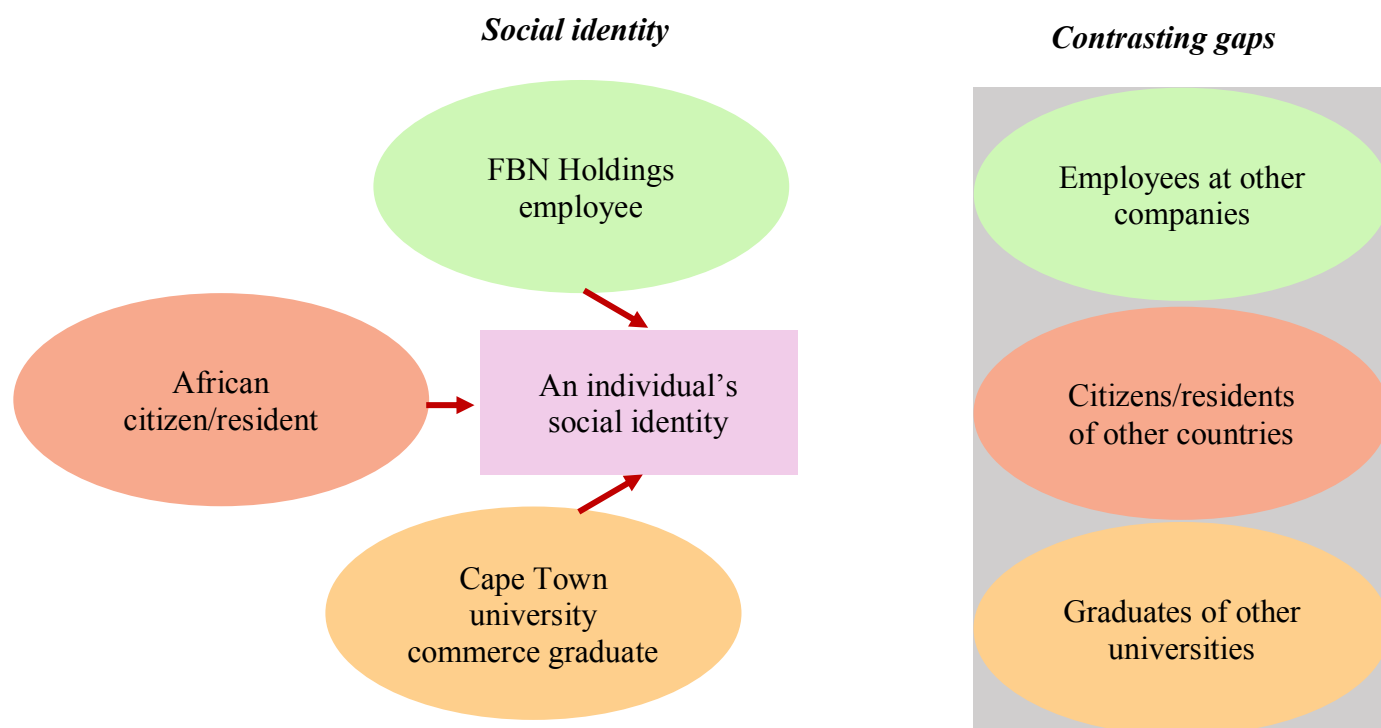 Social identity
Contrasting gaps
FBN Holdings
employee
African
citizen/resident
An individual’s
social identity
Cape Town
university
commerce graduate
Employees at other
companies
Citizens/residents
of other countries
Graduates of other
universities